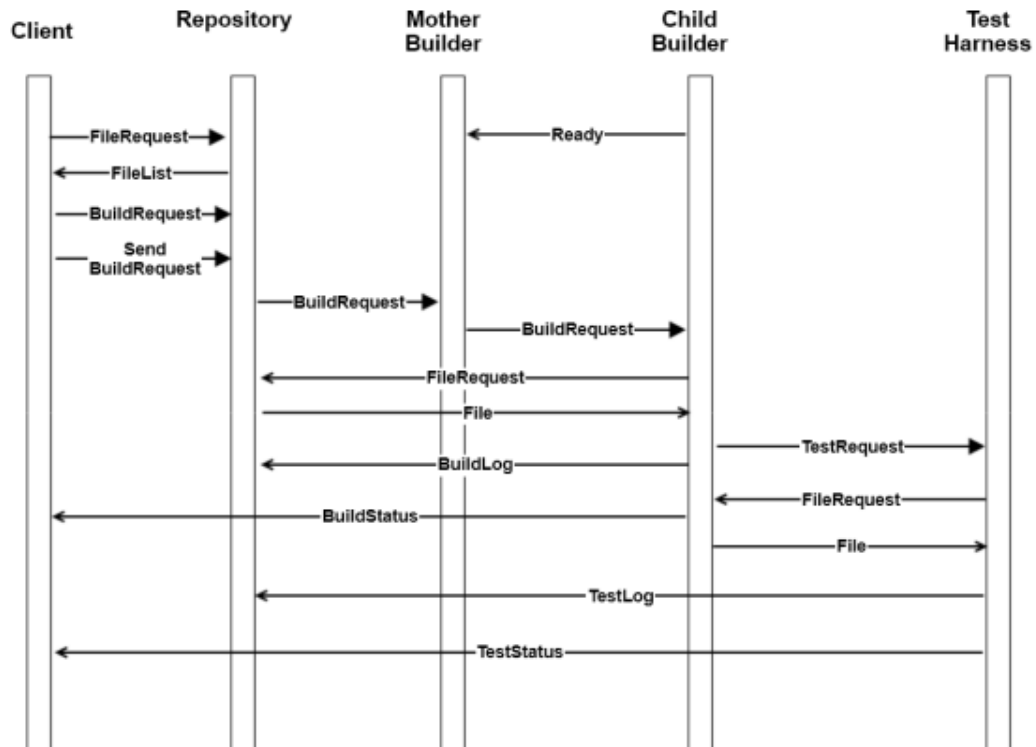 Client
Repository
Mother
Builder
Child
Builder
Test
Harness
FileRequest
Ready
FileList
BuildRequest
Send
BuildRequest
BuildRequest
BuildRequest
FileRequest
File
TestRequest
BuildLog
FileRequest
BuildStatus
File
TestLog
TestStatus